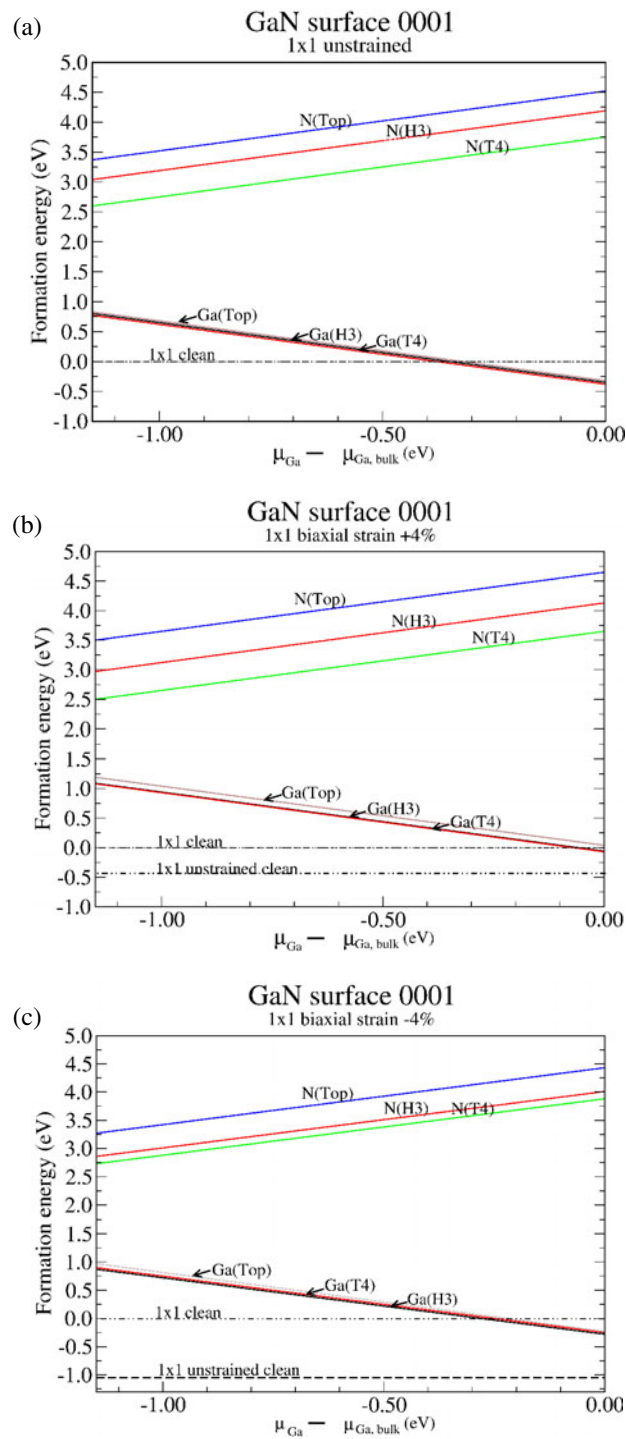 (a)
GaN surface 0001
1x1 unstrained
5.0
4.5
4.0
3.5
3.0
2.5
2.0
1.5
1.0
0.5
0.0
-0.5
-1.0
Formation energy (eV)
N(Top)
N(H3)
N(T4)
Ga(Top)
Ga(H3)
Ga(T4)
1x1 clean
-1.00
-0.50
0.00
μGa — μGa, bulk (eV)
(b)
GaN surface 0001
1x1 biaxial strain +4%
5.0
4.5
4.0
3.5
3.0
2.5
2.0
1.5
1.0
0.5
0.0
-0.5
-1.0
Formation energy (eV)
N(Top)
N(H3)
N(T4)
Ga(Top)
Ga(H3)
Ga(T4)
1x1 clean
1x1 unstrained clean
-1.00
-0.50
0.00
μGa — μGa, bulk (eV)
(c)
GaN surface 0001
1x1 biaxial strain -4%
5.0
4.5
4.0
3.5
3.0
2.5
2.0
1.5
1.0
0.5
0.0
-0.5
-1.0
Formation energy (eV)
N(Top)
N(H3)
N(T4)
Ga(Top)
Ga(T4)
Ga(H3)
1x1 clean
1x1 unstrained clean
-1.00
-0.50
0.00
μGa — μGa, bulk (eV)